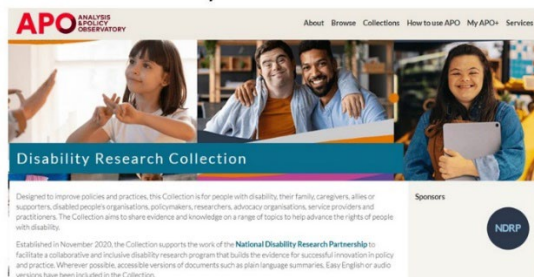 APO ANALYSIS
& POLICY
OBSERVATORY
About Browse Collections How to use APO My APO+ Services
Disability Research Collection
Designed to improve policies and practices, this Collection is for people with disability, their family, caregivers, allies or
supporters, disabled people's organisations, policymakers, researchers, advocacy organisations, service providers and
practitioners. The Collection aims to share evidence and knowledge on a range of topics to help advance the rights of people
with disability.
Established in November 2020, the Collection supports the work of the National Disability Research Partnership to
facilitate a collaborative and inclusive disability research program that builds the evidence for successful innovation in policy
and practice. Wherever possible, accessible versions of documents such as plain language summaries, Easy English or audio
versions have been included in the Collection.
Sponsors
NDRP